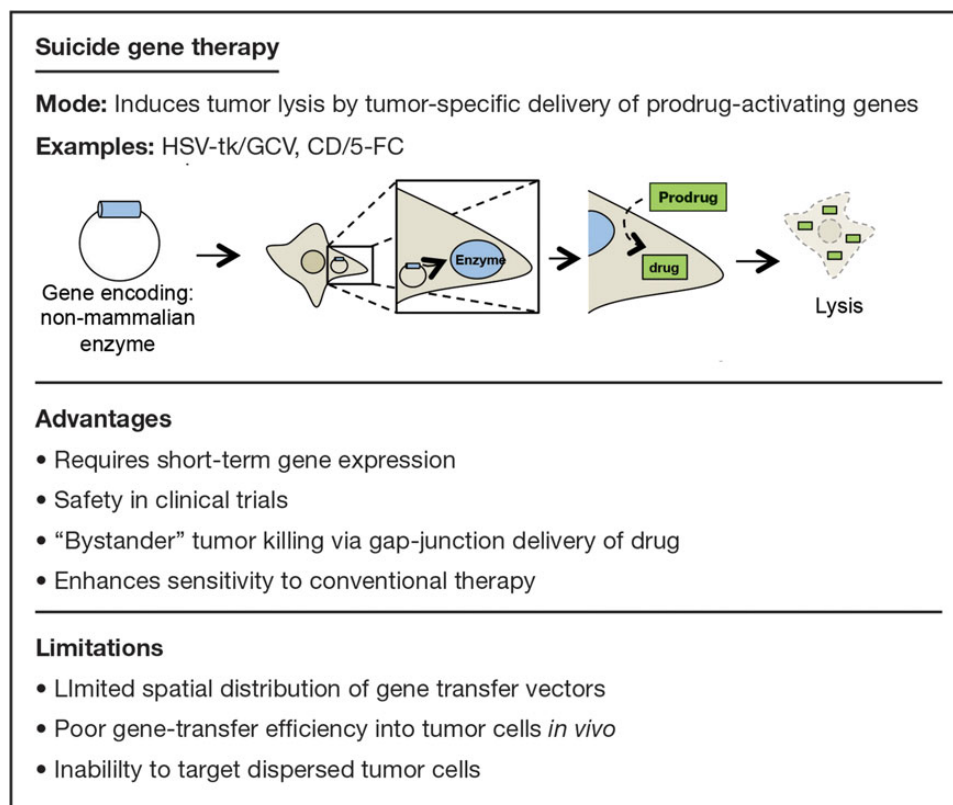 Suicide gene therapy
Mode: Induces tumor lysis by tumor-specific delivery of prodrug-activating genes
Examples: HSV-tk/GCV, CD/5-FC
Gene encoding:
non-mammalian
enzyme
Enzyme
Prodrug
drug
Lysis
Advantages
• Requires short-term gene expression
• Safety in clinical trials
• “Bystander” tumor killing via gap-junction delivery of drug
• Enhances sensitivity to conventional therapy
Limitations
• LImited spatial distribution of gene transfer vectors
• Poor gene-transfer efficiency into tumor cells in vivo
• Inabililty to target dispersed tumor cells